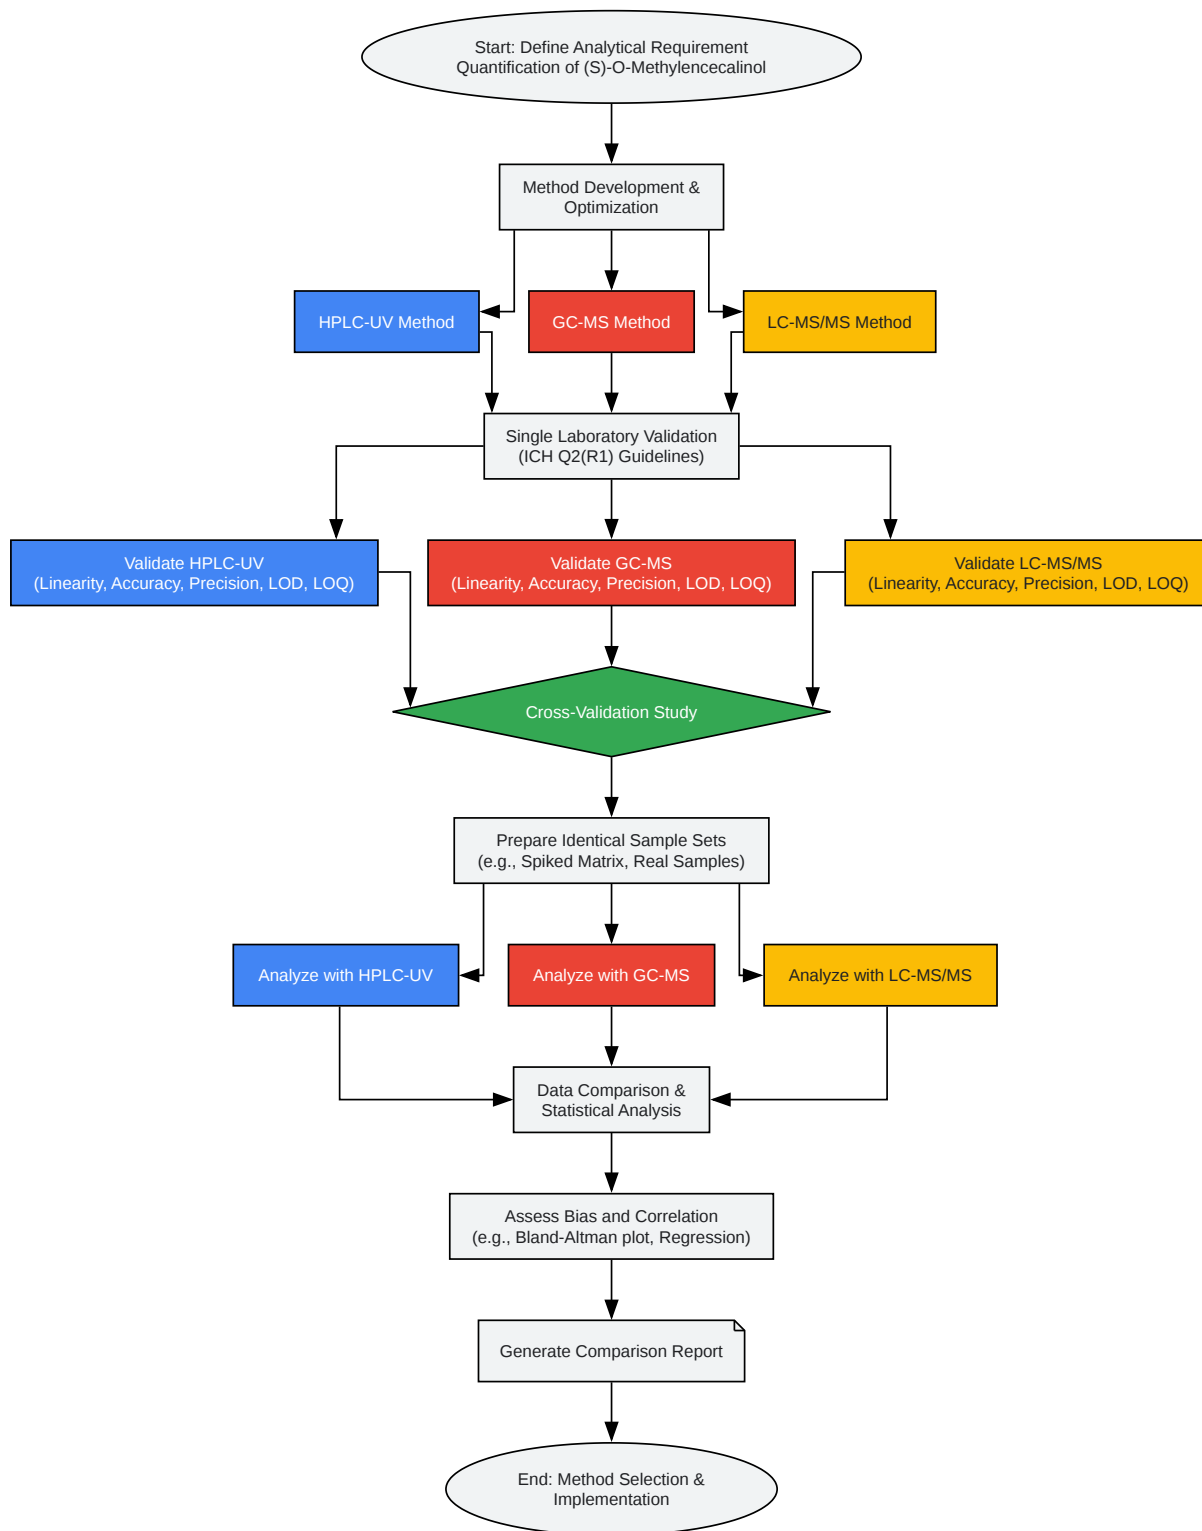 Start: Define Analytical Requirement
Quantification of (S)-O-Methylencecalinol
Method Development &
Optimization
HPLC-UV Method
GC-MS Method
LC-MS/MS Method
Single Laboratory Validation
(ICH Q2(R1) Guidelines)
Validate HPLC-UV
(Linearity, Accuracy, Precision, LOD, LOQ)
Validate GC-MS
(Linearity, Accuracy, Precision, LOD, LOQ)
Validate LC-MS/MS
(Linearity, Accuracy, Precision, LOD, LOQ)
Cross-Validation Study
Prepare Identical Sample Sets
(e.g., Spiked Matrix, Real Samples)
Analyze with HPLC-UV
Analyze with GC-MS
Analyze with LC-MS/MS
Data Comparison &
Statistical Analysis
Assess Bias and Correlation
(e.g., Bland-Altman plot, Regression)
Generate Comparison Report
End: Method Selection &
Implementation